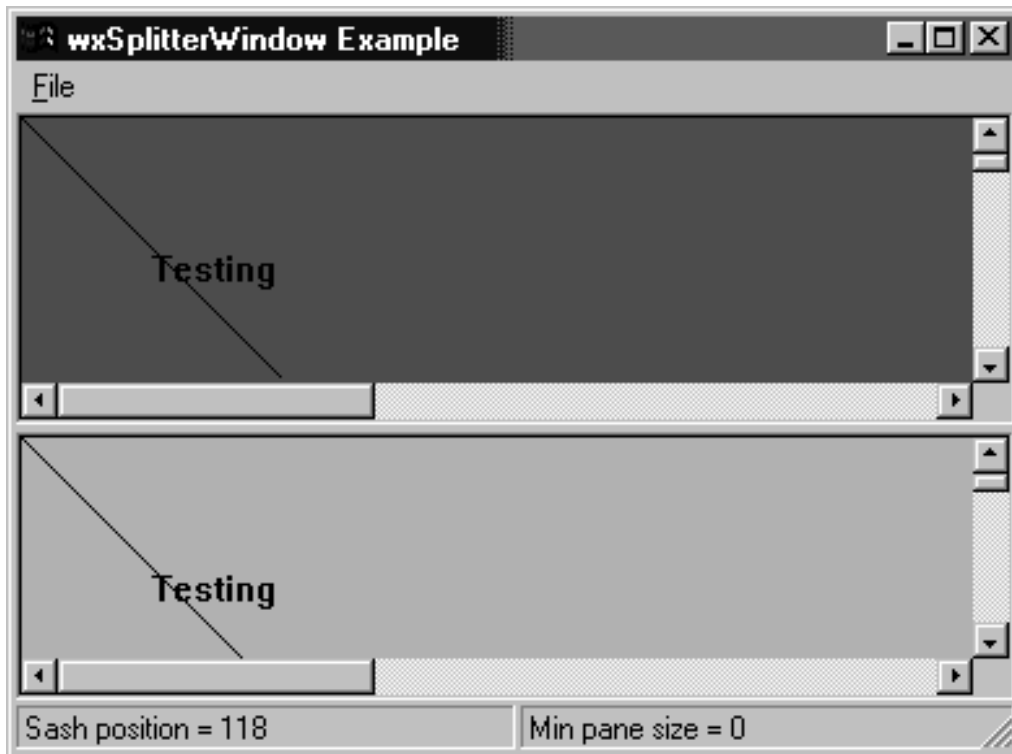 wxSplitterWindow Example
File
Testing
Testing
Sash position = 118
Min pane size = 0